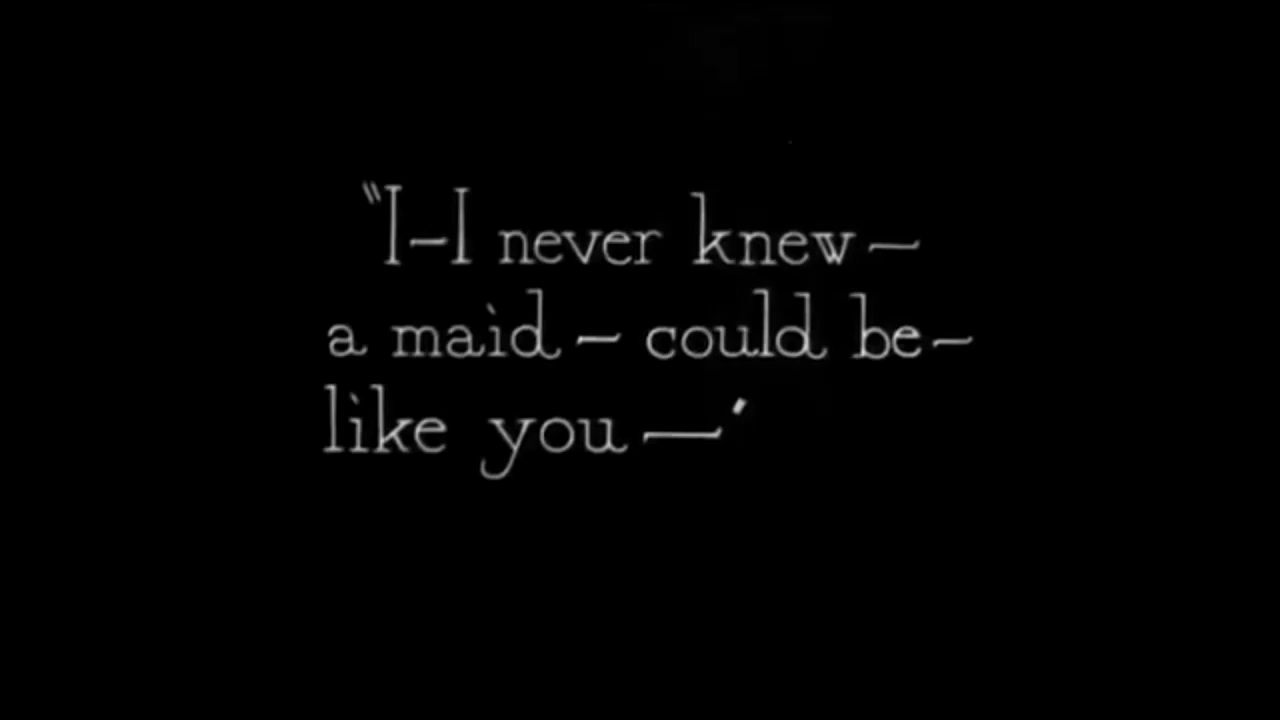 "I–I never knew—
a maid — could be—
like you —'